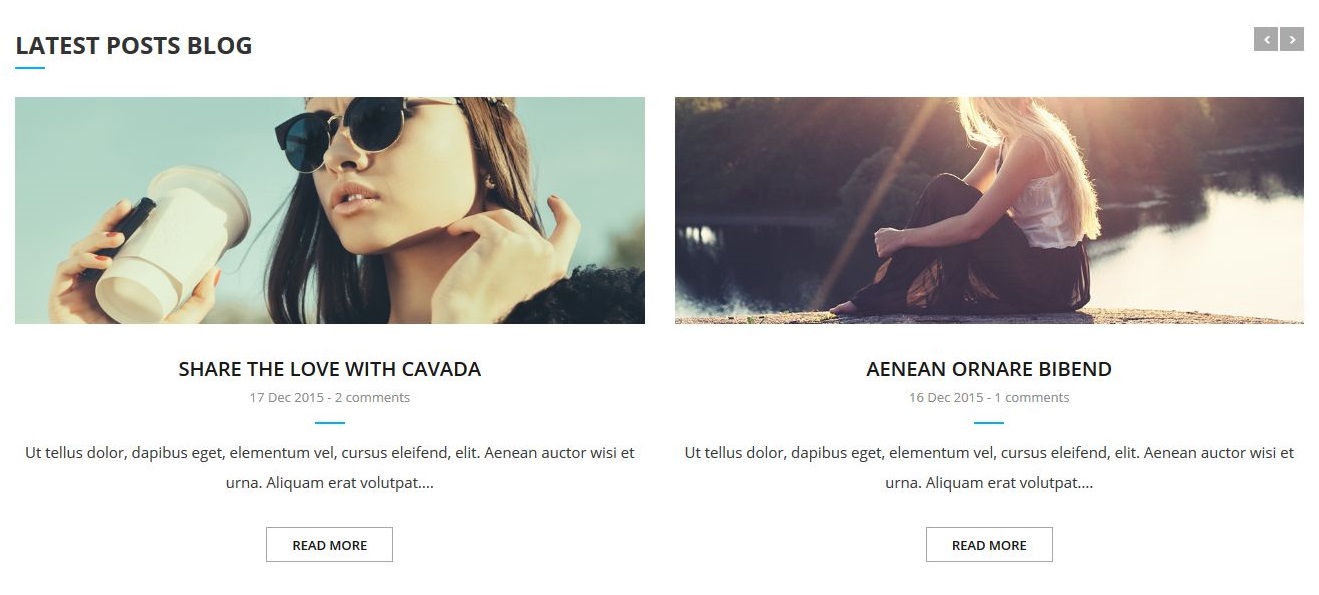 LATEST POSTS BLOG
SHARE THE LOVE WITH CAVADA
17 Dec 2015 - 2 comments
Ut tellus dolor, dapibus eget, elementum vel, cursus eleifend, elit. Aenean auctor wisi et
urna. Aliquam erat volutpat....
READ MORE
AENEAN ORNARE BIBEND
16 Dec 2015 - 1 comments
Ut tellus dolor, dapibus eget, elementum vel, cursus eleifend, elit. Aenean auctor wisi et
urna. Aliquam erat volutpat....
READ MORE